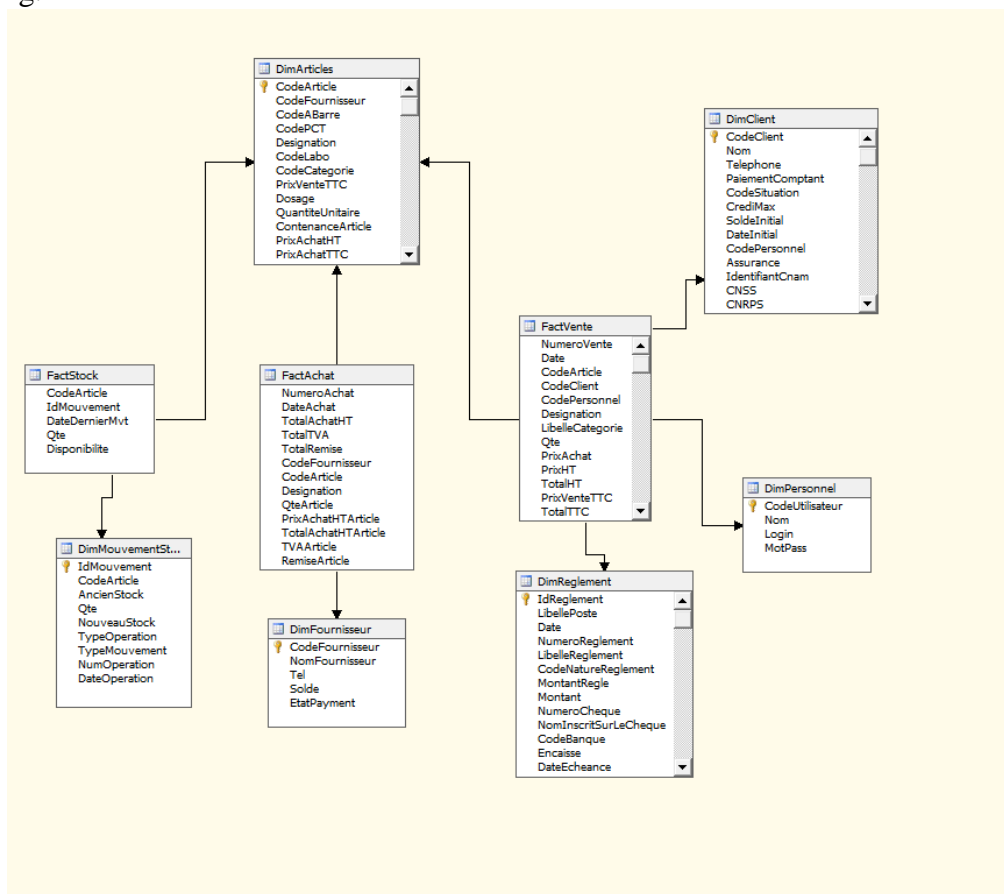 g.
DimArticles
CodeArticle
CodeFournisseur
CodeABarre
CodePCT
Designation
CodeLabo
CodeCategorie
PrixVenteTTC
Dosage
QuantiteUnitaire
ContenanceArticle
PrixAchatHT
PrixAchatTTC
DimClient
CodeClient
Nom
Telephone
PaiementComptant
CodeSituation
CrediMax
SoldeInitial
DateInitial
CodePersonnel
Assurance
IdentifiantCnam
CNSS
CNRPS
FactStock
CodeArticle
IdMouvement
DateDernierMvt
Qte
Disponibilite
FactAchat
NumeroAchat
DateAchat
TotalAchatHT
TotalTVA
TotalRemise
CodeFournisseur
CodeArticle
Designation
QteArticle
PrixAchatHTArticle
TotalAchatHTArticle
TVAArticle
RemiseArticle
FactVente
NumeroVente
Date
CodeArticle
CodeClient
CodePersonnel
Designation
LibelleCategorie
Qte
PrixAchat
PrixHT
TotalHT
PrixVenteTTC
TotalTTC
DimPersonnel
CodeUtilisateur
Nom
Login
MotPass
DimMouvementSt...
IdMouvement
CodeArticle
AncienStock
Qte
NouveauStock
TypeOperation
TypeMouvement
NumOperation
DateOperation
DimFournisseur
CodeFournisseur
NomFournisseur
Tel
Solde
EtatPayment
DimReglement
IdReglement
LibellePoste
Date
NumeroReglement
LibelleReglement
CodeNatureReglement
MontantRegle
Montant
NumeroCheque
NomInscritSurLeCheque
CodeBanque
Encaisse
DateEcheance